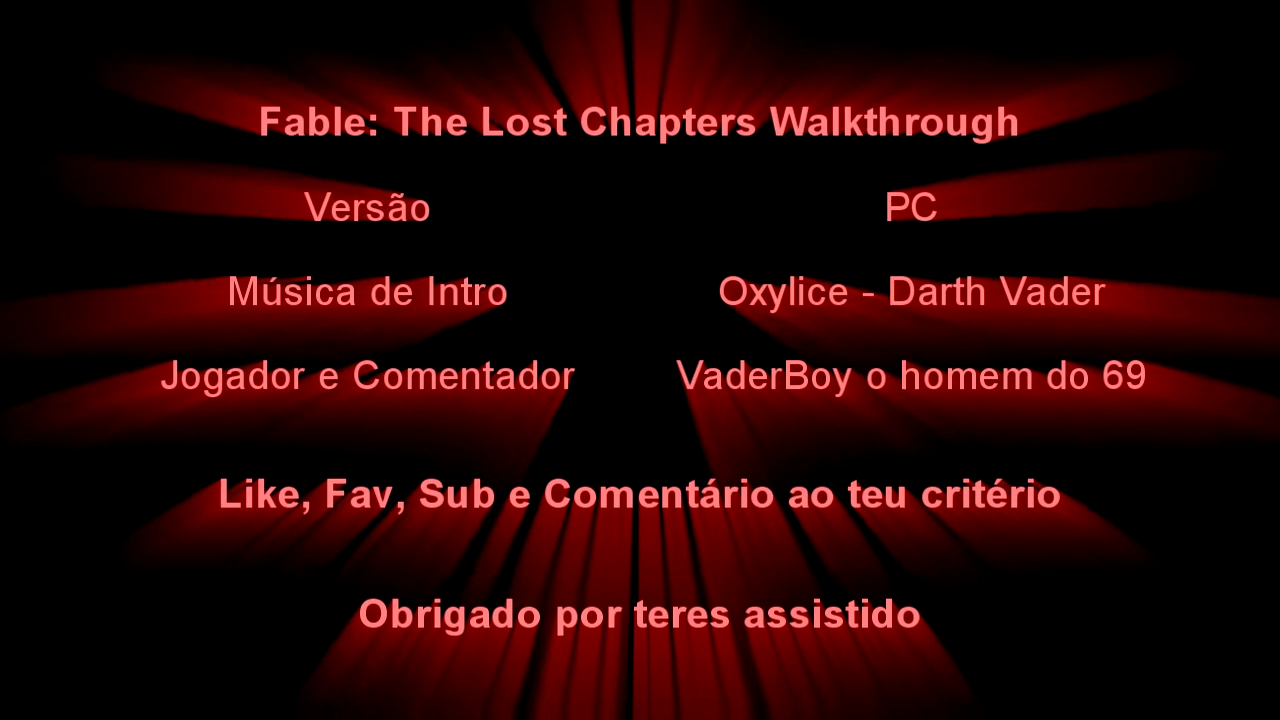 Fable: The Lost Chapters Walkthrough
Versão PC
Música de Intro Oxylice - Darth Vader
Jogador e Comentador VaderBoy o homem do 69
Like, Fav, Sub e Comentário ao teu critério
Obrigado por teres assistido